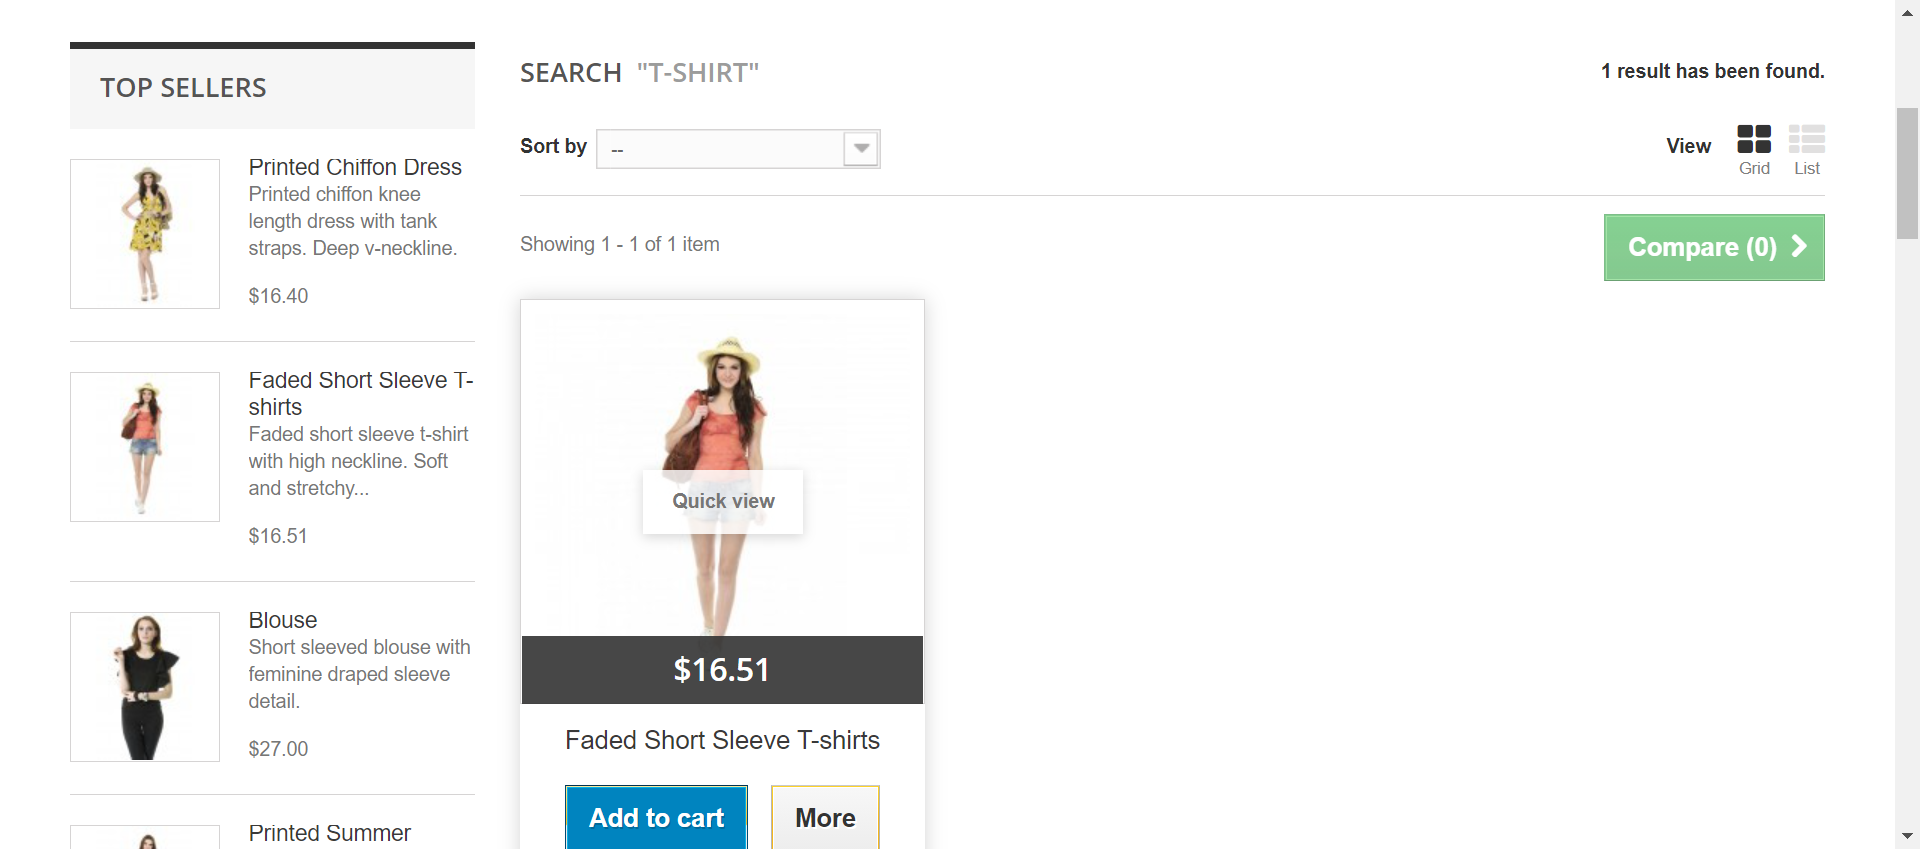 TOP SELLERS
Printed Chiffon Dress
Printed chiffon knee
length dress with tank
straps. Deep v-neckline.
$16.40
Faded Short Sleeve T-
shirts
Faded short sleeve t-shirt
with high neckline. Soft
and stretchy...
$16.51
Blouse
Short sleeved blouse with
feminine draped sleeve
detail.
$27.00
Printed Summer
SEARCH "T-SHIRT"
1 result has been found.
Sort by --
View
Grid
List
Showing 1 - 1 of 1 item
Compare (0)
Quick view
$16.51
Faded Short Sleeve T-shirts
Add to cart
More